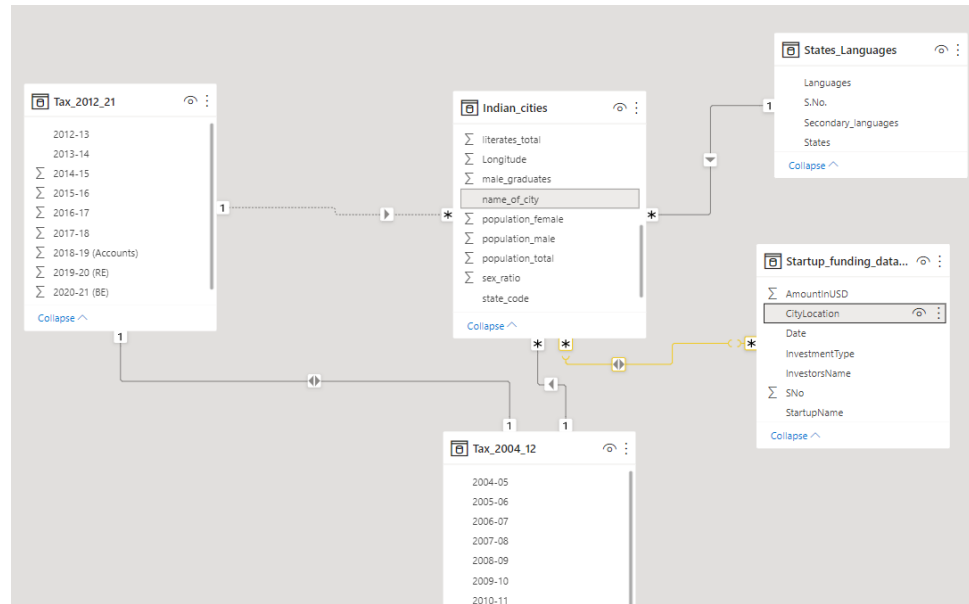 Tax_2012_21
2012-13
2013-14
∑ 2014-15
∑ 2015-16
∑ 2016-17
∑ 2017-18
∑ 2018-19 (Accounts)
∑ 2019-20 (RE)
∑ 2020-21 (BE)
Collapse
1
1
Indian_cities
∑ literates_total
∑ Longitude
∑ male_graduates
name_of_city
∑ population_female
∑ population_male
∑ population_total
∑ sex_ratio
state_code
Collapse
*
*
*
*
States_Languages
Languages
S.No.
Secondary_languages
States
Collapse
1
Startup_funding_data...
∑ AmountinUSD
CityLocation
Date
InvestmentType
InvestorsName
∑ SNo
StartupName
Collapse
*
1
1
Tax_2004_12
2004-05
2005-06
2006-07
2007-08
2008-09
2009-10
2010-11